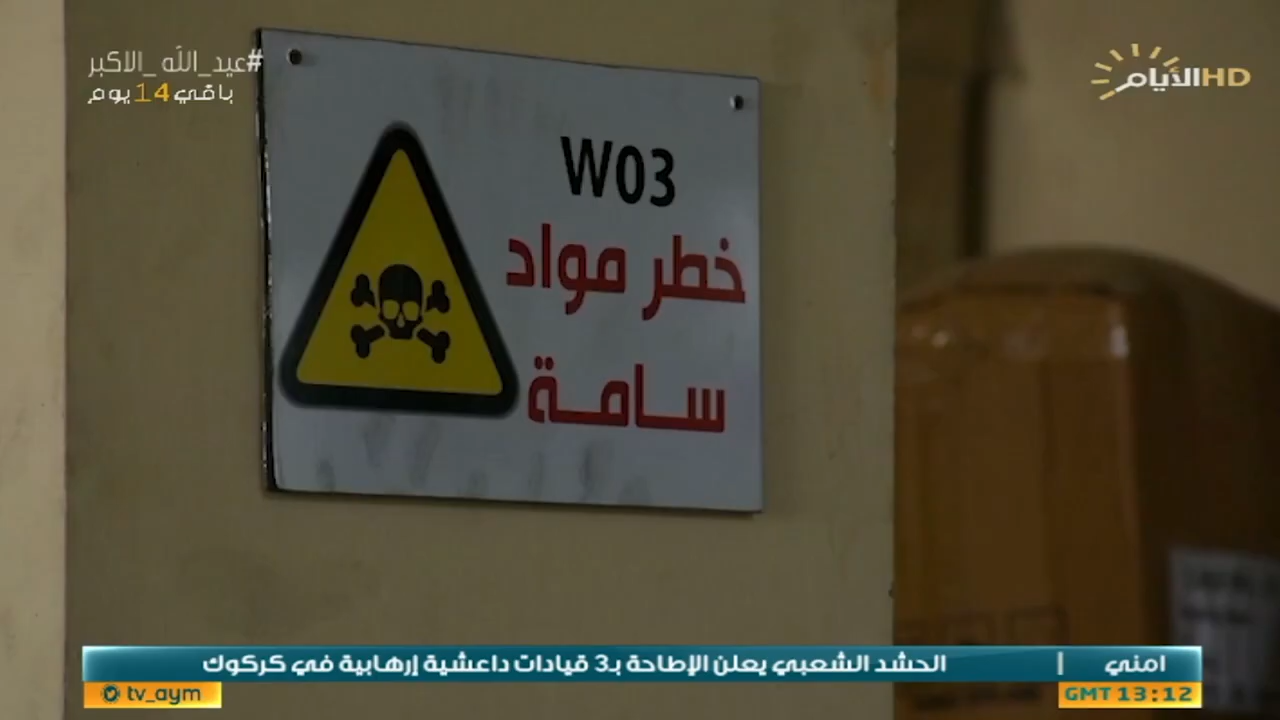 #عيد_الله_الاكبر
باقي 14 يوم
الأيام HD
W03
خطر مواد
سامة
امني | الحشد الشعبي يعلن الإطاحة بـ3 قيادات داعشية إرهابية في كركوك
tv_aym
GMT 13:12